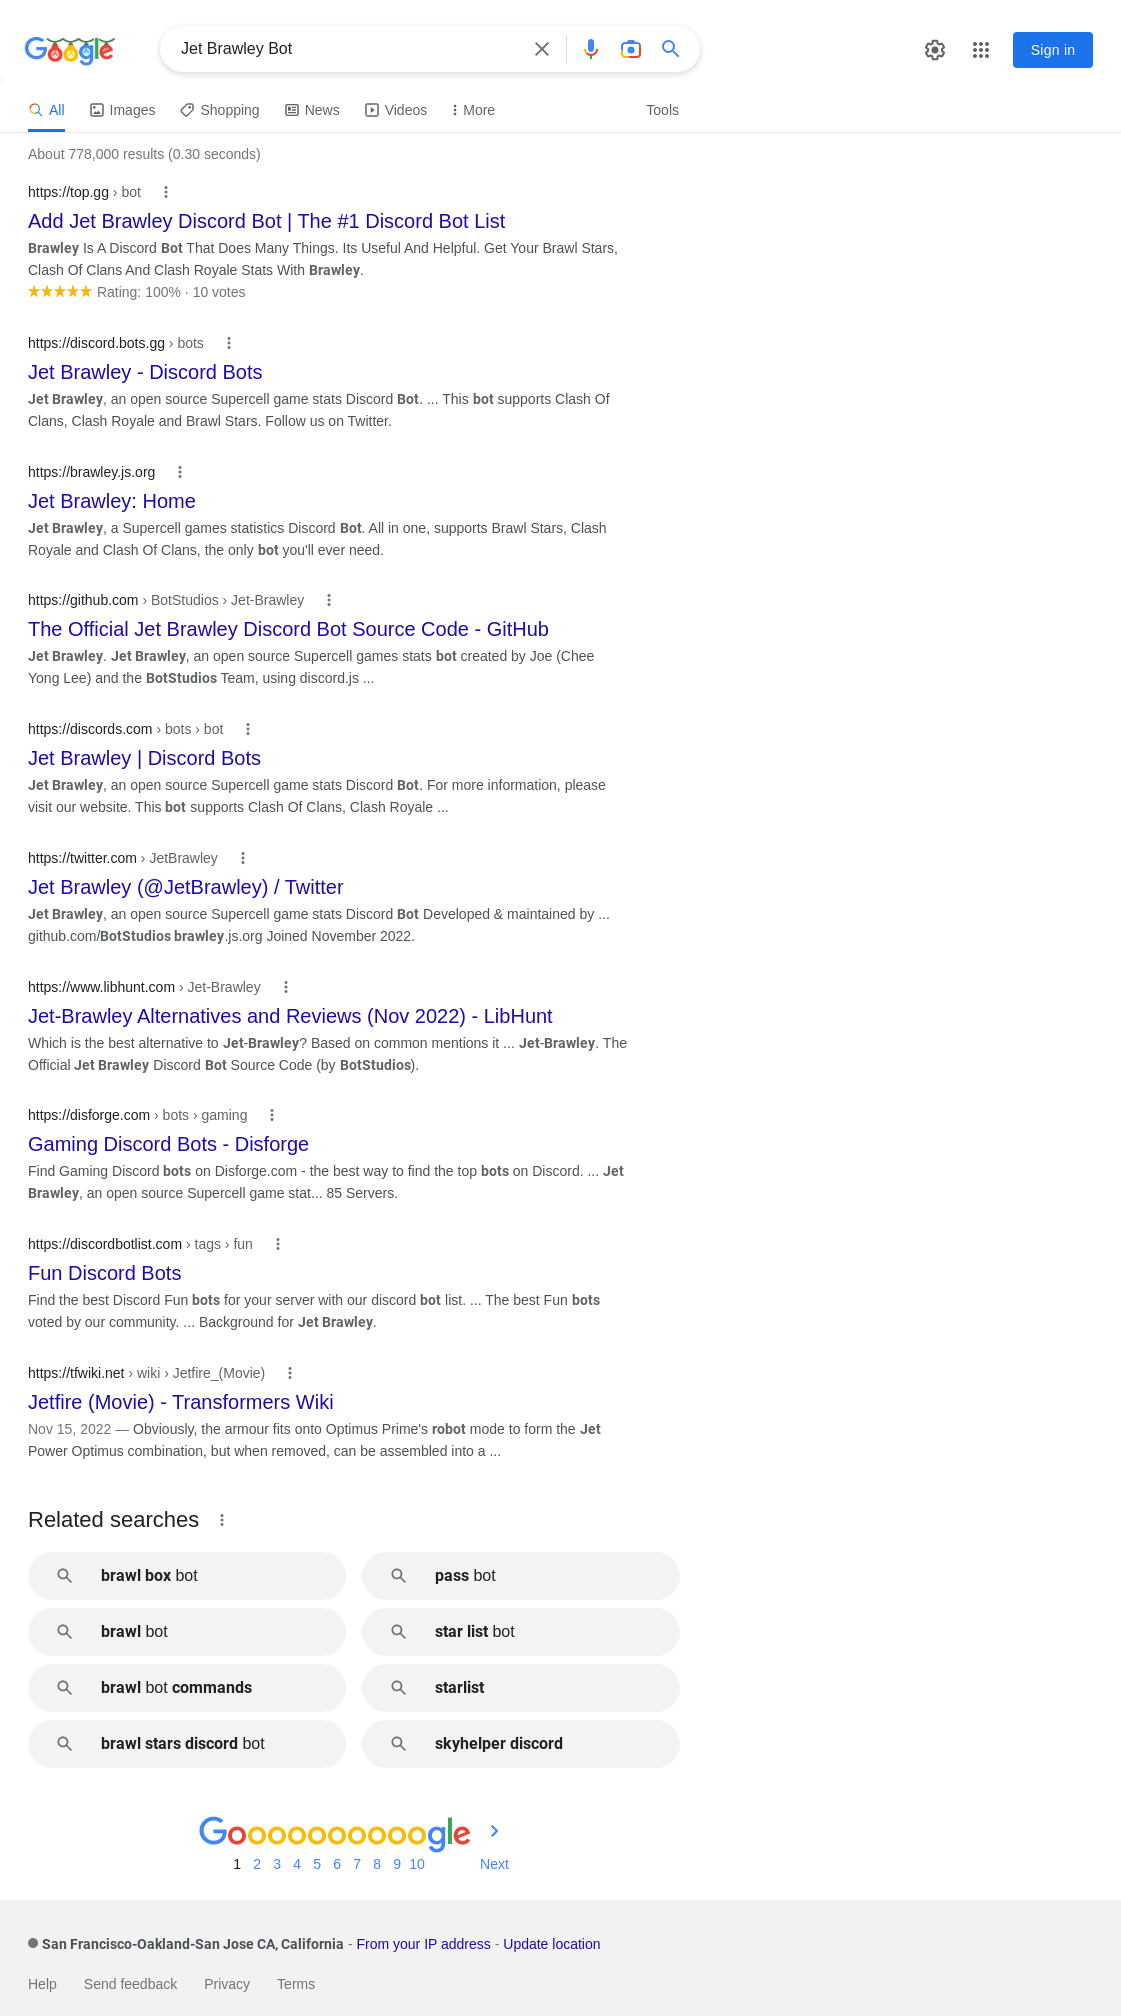 Google
Jet Brawley Bot
Sign in
All
Images
Shopping
News
Videos
More
Tools
About 778,000 results (0.30 seconds)
https://top.gg › bot
Add Jet Brawley Discord Bot | The #1 Discord Bot List
Brawley Is A Discord Bot That Does Many Things. Its Useful And Helpful. Get Your Brawl Stars,
Clash Of Clans And Clash Royale Stats With Brawley.
Rating: 100% · 10 votes
https://discord.bots.gg › bots
Jet Brawley - Discord Bots
Jet Brawley, an open source Supercell game stats Discord Bot. ... This bot supports Clash Of
Clans, Clash Royale and Brawl Stars. Follow us on Twitter.
https://brawley.js.org
Jet Brawley: Home
Jet Brawley, a Supercell games statistics Discord Bot. All in one, supports Brawl Stars, Clash
Royale and Clash Of Clans, the only bot you'll ever need.
https://github.com › BotStudios › Jet-Brawley
The Official Jet Brawley Discord Bot Source Code - GitHub
Jet Brawley. Jet Brawley, an open source Supercell games stats bot created by Joe (Chee
Yong Lee) and the BotStudios Team, using discord.js ...
https://discords.com › bots › bot
Jet Brawley | Discord Bots
Jet Brawley, an open source Supercell game stats Discord Bot. For more information, please
visit our website. This bot supports Clash Of Clans, Clash Royale ...
https://twitter.com › JetBrawley
Jet Brawley (@JetBrawley) / Twitter
Jet Brawley, an open source Supercell game stats Discord Bot Developed & maintained by ...
github.com/BotStudios brawley.js.org Joined November 2022.
https://www.libhunt.com › Jet-Brawley
Jet-Brawley Alternatives and Reviews (Nov 2022) - LibHunt
Which is the best alternative to Jet-Brawley? Based on common mentions it ... Jet-Brawley. The
Official Jet Brawley Discord Bot Source Code (by BotStudios).
https://disforge.com › bots › gaming
Gaming Discord Bots - Disforge
Find Gaming Discord bots on Disforge.com - the best way to find the top bots on Discord. ... Jet
Brawley, an open source Supercell game stat... 85 Servers.
https://discordbotlist.com › tags › fun
Fun Discord Bots
Find the best Discord Fun bots for your server with our discord bot list. ... The best Fun bots
voted by our community. ... Background for Jet Brawley.
https://tfwiki.net › wiki › Jetfire_(Movie)
Jetfire (Movie) - Transformers Wiki
Nov 15, 2022 — Obviously, the armour fits onto Optimus Prime's robot mode to form the Jet
Power Optimus combination, but when removed, can be assembled into a ...
Related searches
brawl box bot
pass bot
brawl bot
star list bot
brawl bot commands
starlist
brawl stars discord bot
skyhelper discord
Goooooooooogle
1 2 3 4 5 6 7 8 9 10 Next
San Francisco-Oakland-San Jose CA, California - From your IP address - Update location
Help Send feedback Privacy Terms